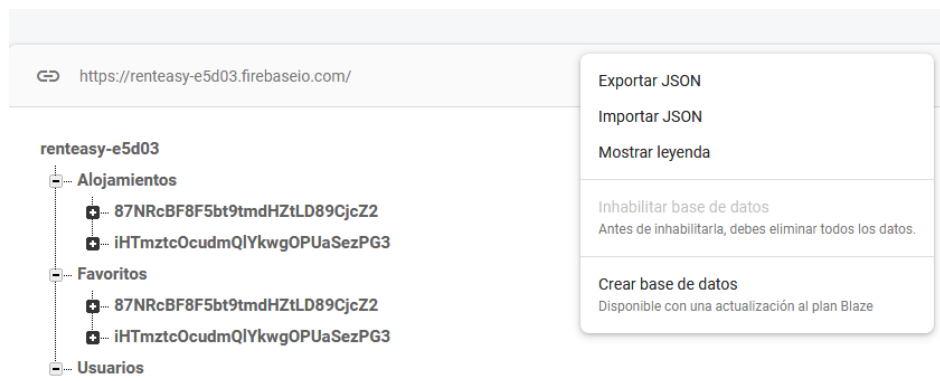 https://renteasy-e5d03.firebaseio.com/
renteasy-e5d03
Alojamientos
87NRcBF8F5bt9tmdHZtLD89CjcZ2
iHTmztcOcudmQlYkwgOPUaSezPG3
Favoritos
87NRcBF8F5bt9tmdHZtLD89CjcZ2
iHTmztcOcudmQlYkwgOPUaSezPG3
Usuarios
Exportar JSON
Importar JSON
Mostrar leyenda
Inhabilitar base de datos
Antes de inhabilitarla, debes eliminar todos los datos.
Crear base de datos
Disponible con una actualización al plan Blaze